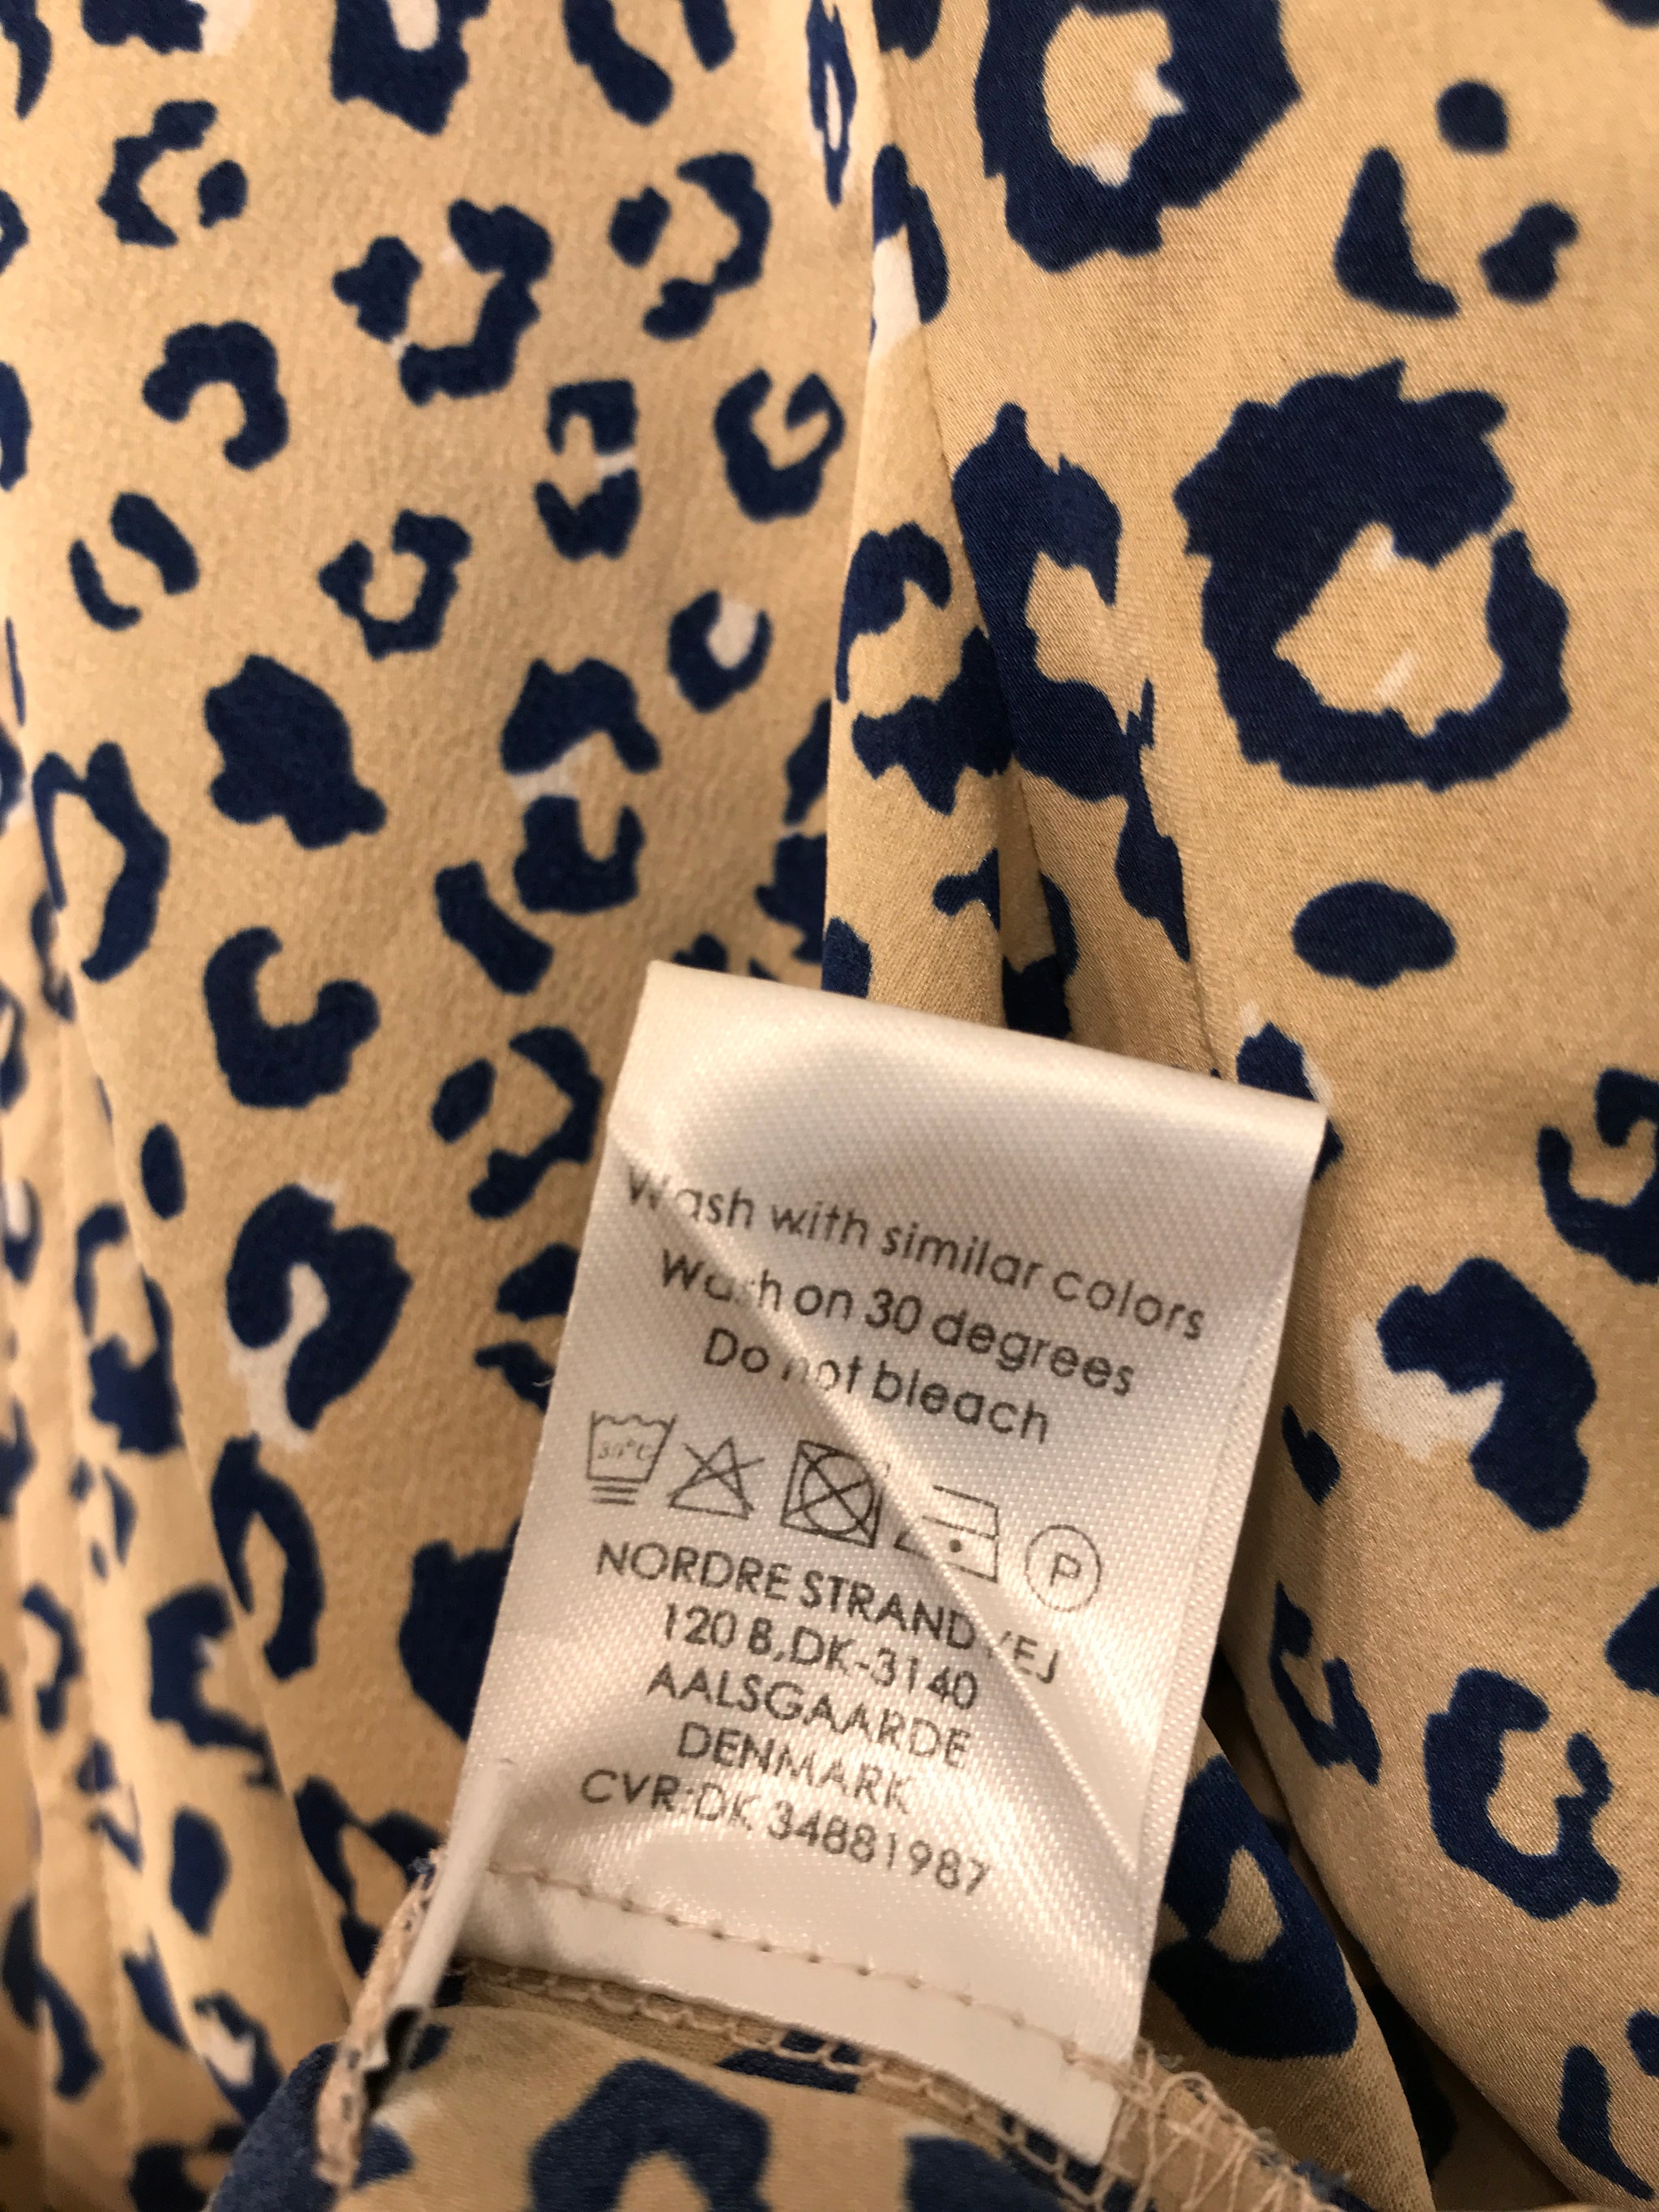 Wash with similar colors
Wash on 30 degrees
Do not bleach
30°C
P
NORDRE STRANDVEJ
120 B,DK-3140
AALSGAARDE
DENMARK
CVR:DK 34881987